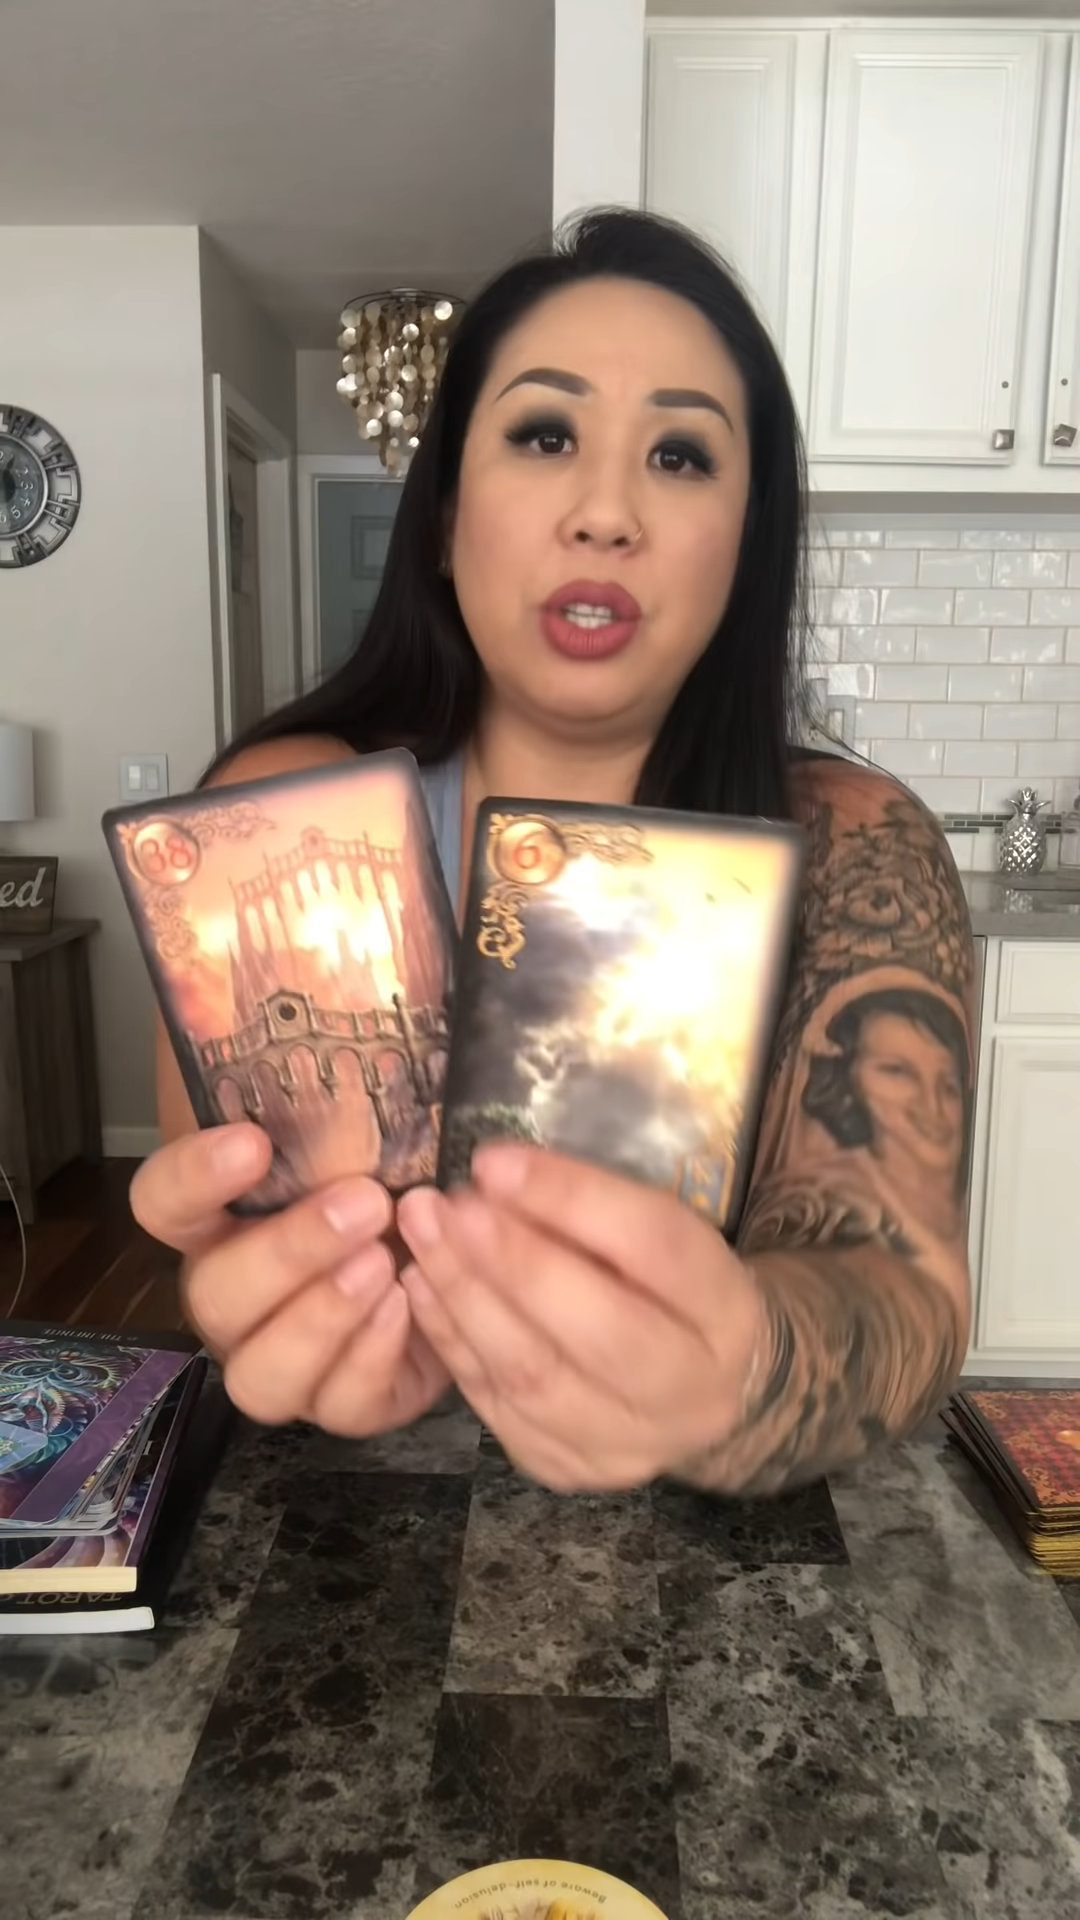 38
6
ed
& THE INFINITE
TAROT
Beware of self-delusion.